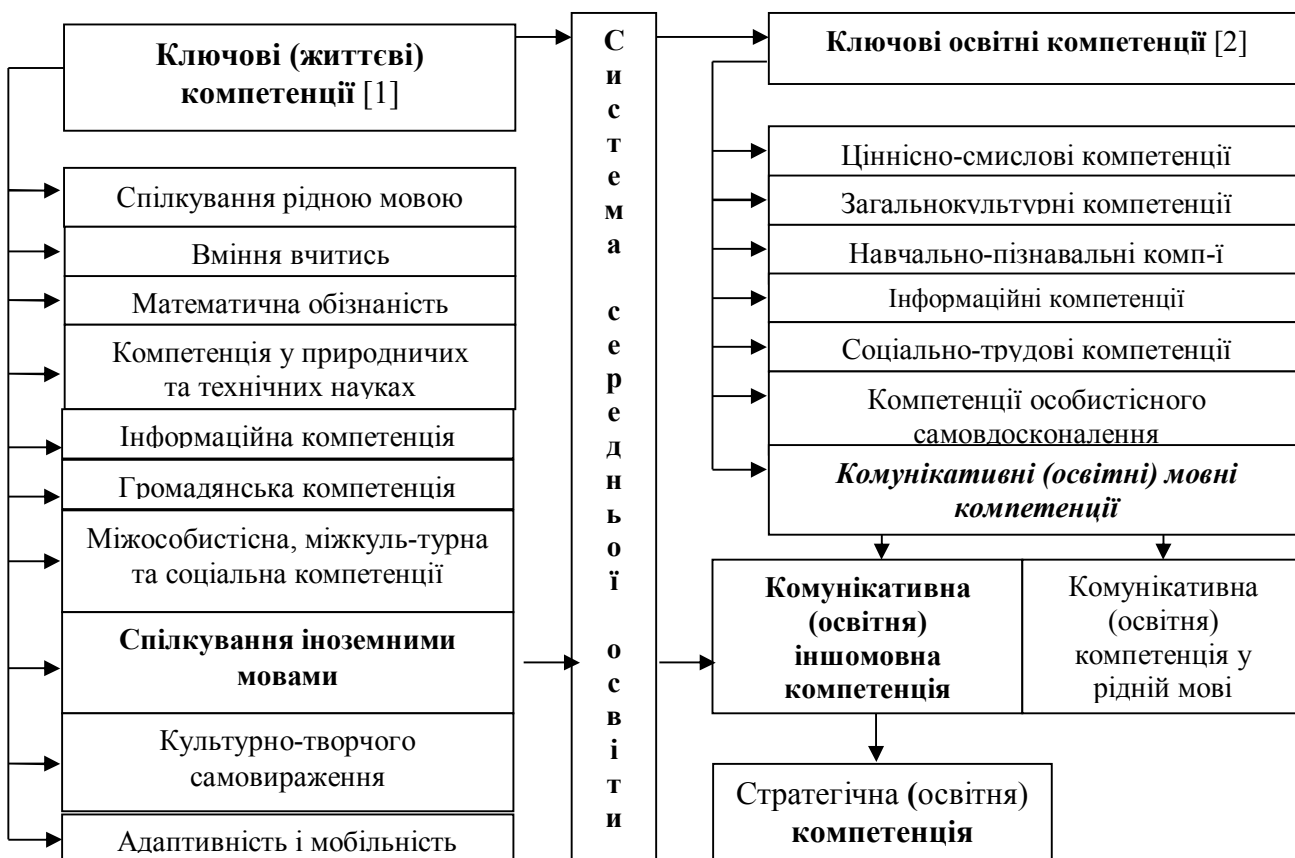 Ключові (життєві)
компетенції [1]
Спілкування рідною мовою
Вміння вчитись
Математична обізнаність
Компетенція у природничих
та технічних науках
Інформаційна компетенція
Громадянська компетенція
Міжособистісна, міжкуль-турна
та соціальна компетенції
Спілкування іноземними
мовами
Культурно-творчого
самовираження
Адаптивність і мобільність
Система середньої освіти
Ключові освітні компетенції [2]
Ціннісно-смислові компетенції
Загальнокультурні компетенції
Навчально-пізнавальні комп-ї
Інформаційні компетенції
Соціально-трудові компетенції
Компетенції особистісного
самовдосконалення
Комунікативні (освітні) мовні
компетенції
Комунікативна
(освітня)
іншомовна
компетенція
Комунікативна
(освітня)
компетенція у
рідній мові
Стратегічна (освітня)
компетенція